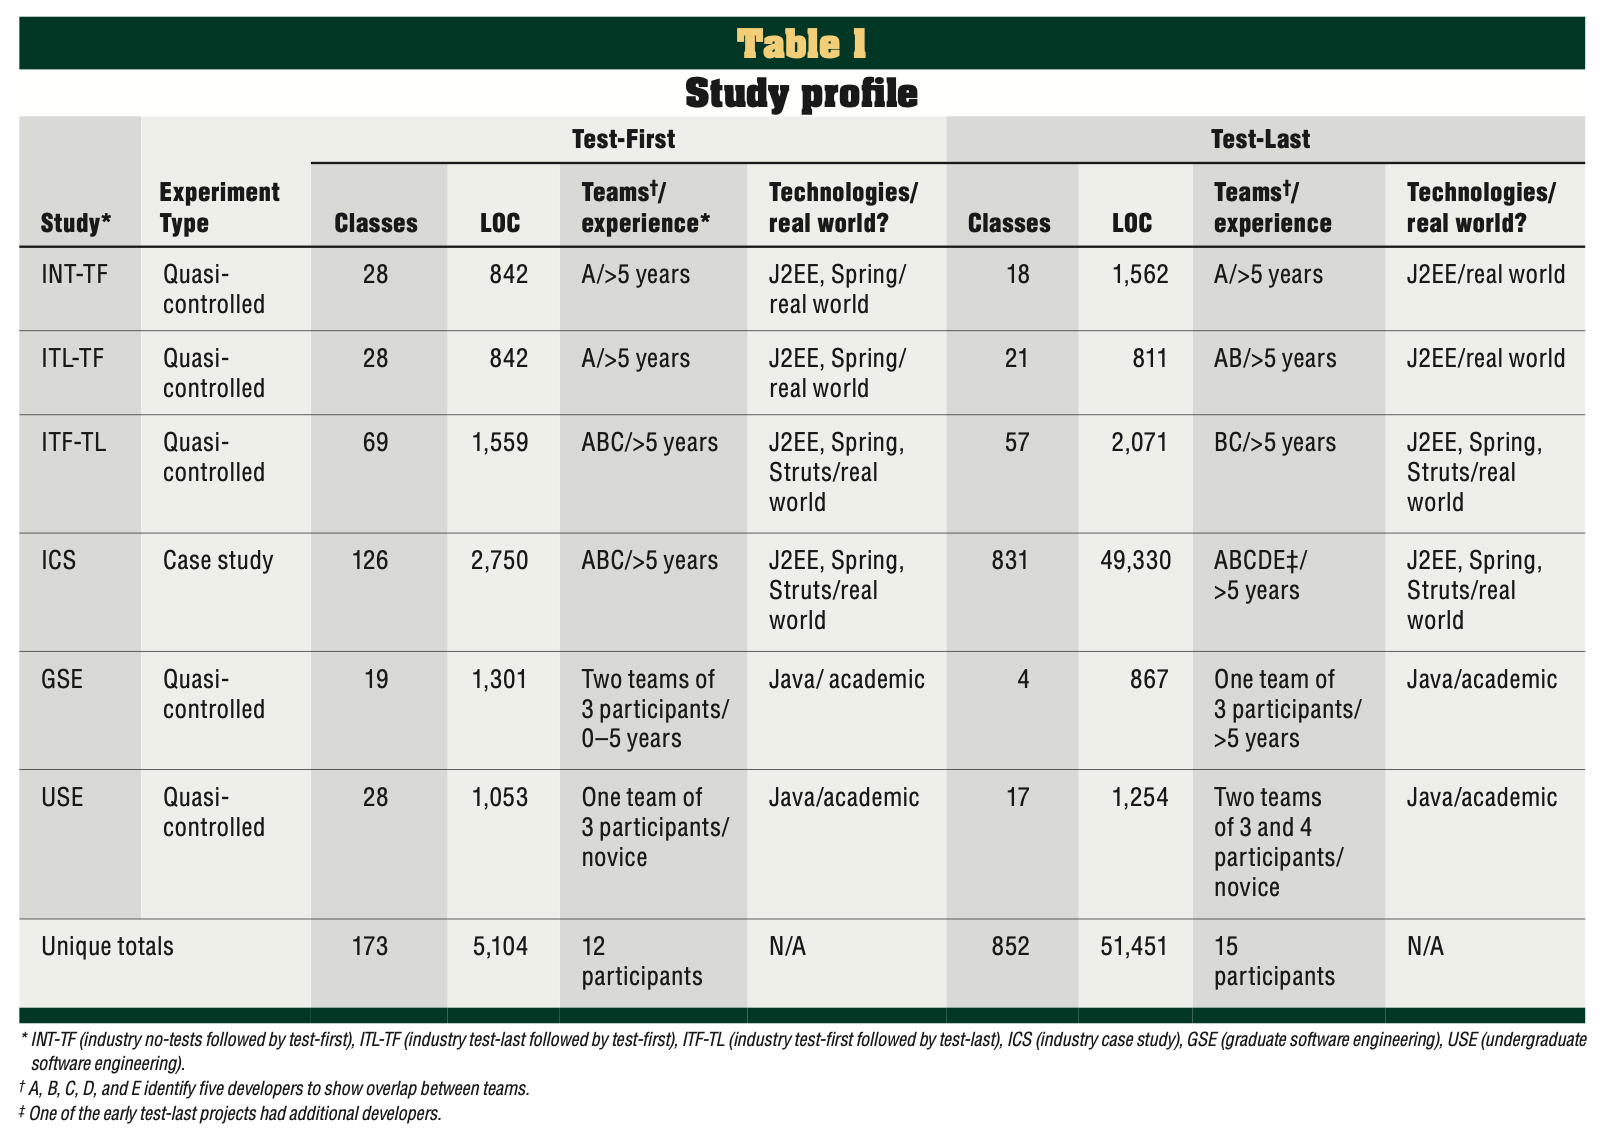 Table 1
Study profile
Test-First Test-Last
Study* Experiment Type Classes LOC Teams†/experience* Technologies/real world? Classes LOC Teams†/experience Technologies/real world?
INT-TF Quasi-controlled 28 842 A/>5 years J2EE, Spring/real world 18 1,562 A/>5 years J2EE/real world
ITL-TF Quasi-controlled 28 842 A/>5 years J2EE, Spring/real world 21 811 AB/>5 years J2EE/real world
ITF-TL Quasi-controlled 69 1,559 ABC/>5 years J2EE, Spring, Struts/real world 57 2,071 BC/>5 years J2EE, Spring, Struts/real world
ICS Case study 126 2,750 ABC/>5 years J2EE, Spring, Struts/real world 831 49,330 ABCDE‡/>5 years J2EE, Spring, Struts/real world
GSE Quasi-controlled 19 1,301 Two teams of 3 participants/0–5 years Java/ academic 4 867 One team of 3 participants/>5 years Java/academic
USE Quasi-controlled 28 1,053 One team of 3 participants/novice Java/academic 17 1,254 Two teams of 3 and 4 participants/novice Java/academic
Unique totals 173 5,104 12 participants N/A 852 51,451 15 participants N/A
* INT-TF (industry no-tests followed by test-first), ITL-TF (industry test-last followed by test-first), ITF-TL (industry test-first followed by test-last), ICS (industry case study), GSE (graduate software engineering), USE (undergraduate
software engineering).
† A, B, C, D, and E identify five developers to show overlap between teams.
‡ One of the early test-last projects had additional developers.